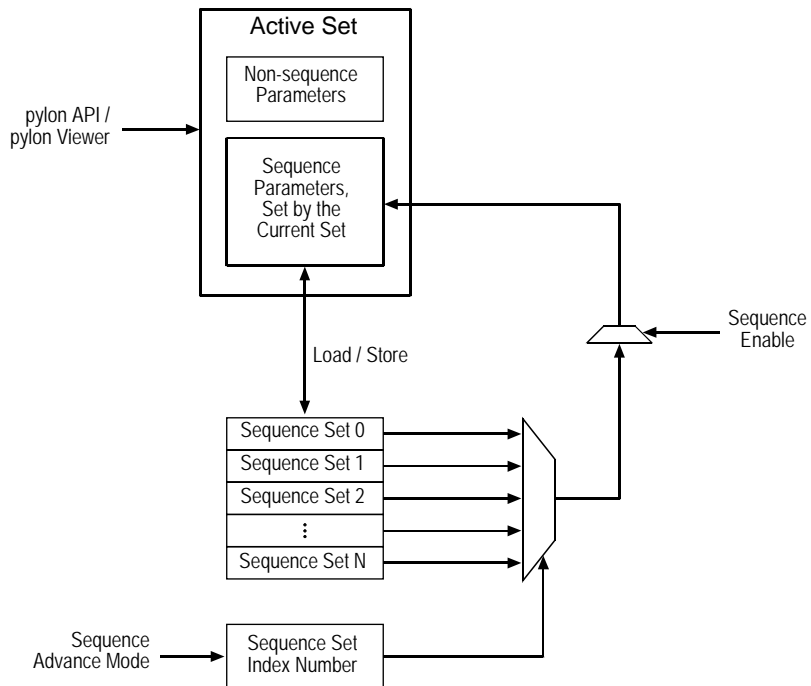 Active Set
Non-sequence
Parameters
pylon API /
pylon Viewer
Sequence
Parameters,
Set by the
Current Set
Sequence
Enable
Load / Store
Sequence Set 0
Sequence Set 1
Sequence Set 2
⋮
Sequence Set N
Sequence
Advance Mode
Sequence Set
Index Number